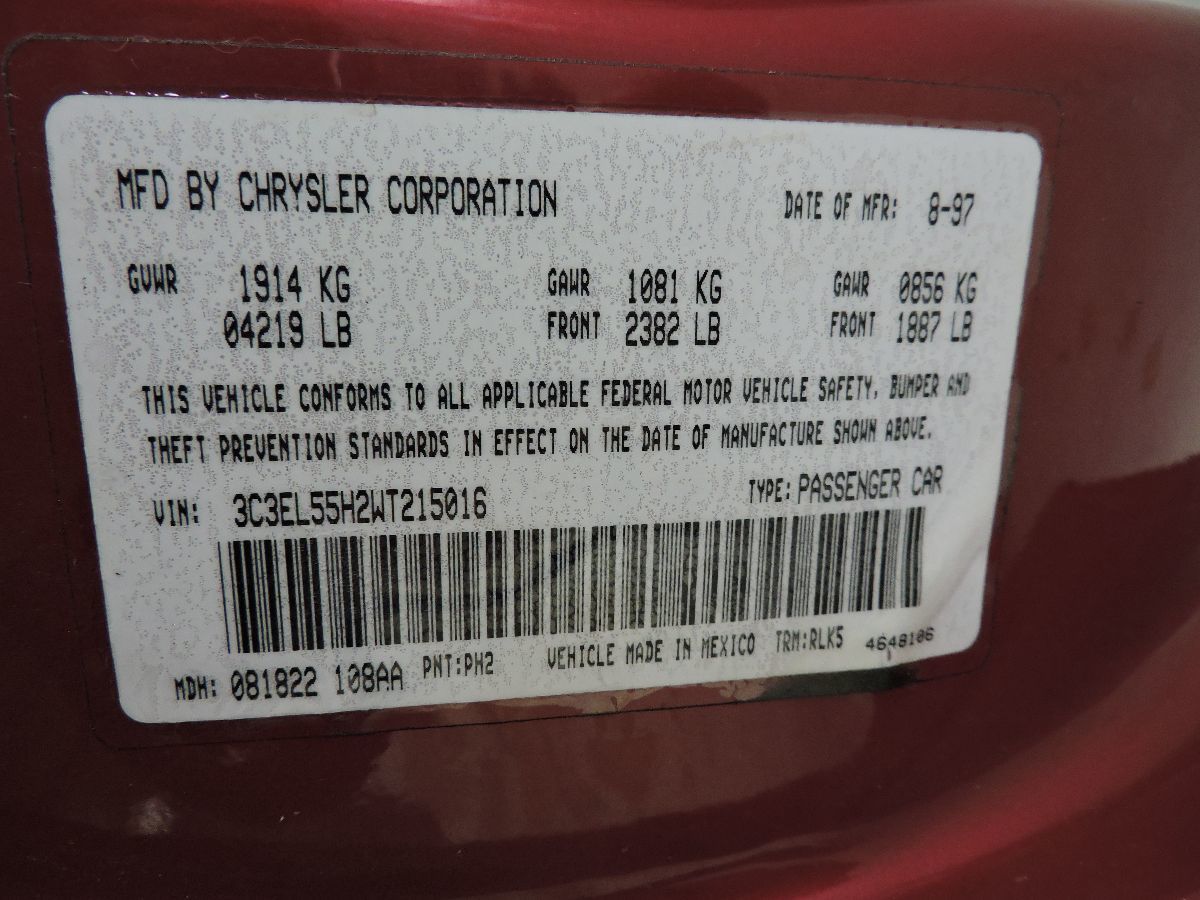 MFD BY CHRYSLER CORPORATION DATE OF MFR: 8-97
GVWR 1914 KG GAWR 1081 KG GAWR 0856 KG
04219 LB FRONT 2382 LB FRONT 1887 LB
THIS VEHICLE CONFORMS TO ALL APPLICABLE FEDERAL MOTOR VEHICLE SAFETY, BUMPER AND
THEFT PREVENTION STANDARDS IN EFFECT ON THE DATE OF MANUFACTURE SHOWN ABOVE.
VIN: 3C3EL55H2WT215016 TYPE: PASSENGER CAR
MDH: 081822 108AA PNT:PH2 VEHICLE MADE IN MEXICO TRM:RLK5 4648106